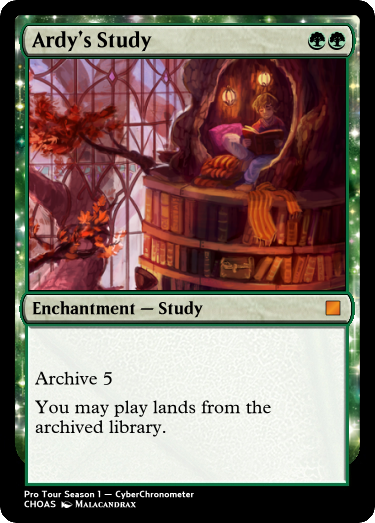 Ardy's Study
Enchantment — Study
Archive 5
You may play lands from the
archived library.
Pro Tour Season 1 — CyberChronometer
CHOAS Malacandrax